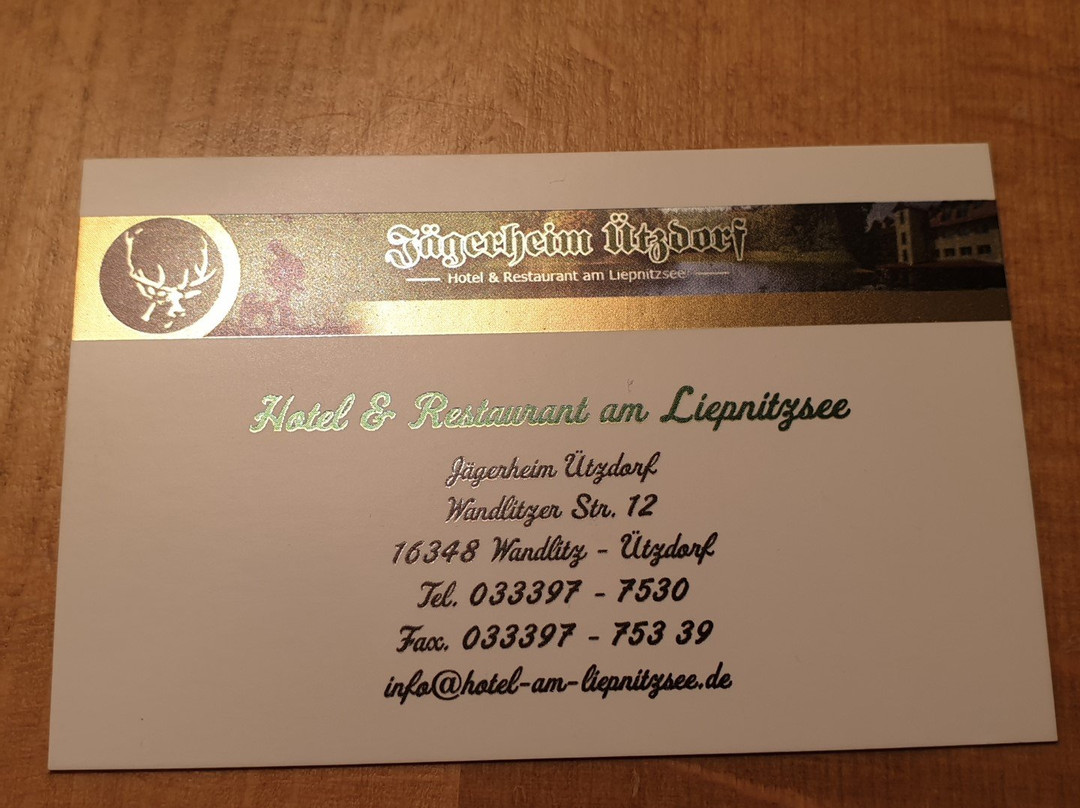 Jägerheim Ützdorf
Hotel & Restaurant am Liepnitzsee
Hotel & Restaurant am Liepnitzsee
Jägerheim Ützdorf
Wandlitzer Str. 12
16348 Wandlitz - Ützdorf
Tel. 033397 - 7530
Fax. 033397 - 753 39
info@hotel-am-liepnitzsee.de